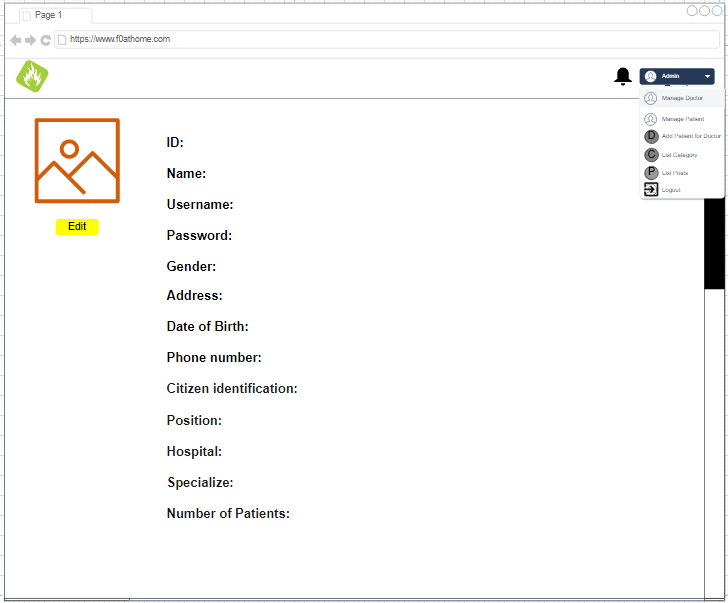 Page 1
https://www.f0athome.com
Admin
Manage Doctor
Manage Patient
D Add Patient for Doctor
C List Category
P List Posts
Logout
Edit
ID:
Name:
Username:
Password:
Gender:
Address:
Date of Birth:
Phone number:
Citizen identification:
Position:
Hospital:
Specialize:
Number of Patients: